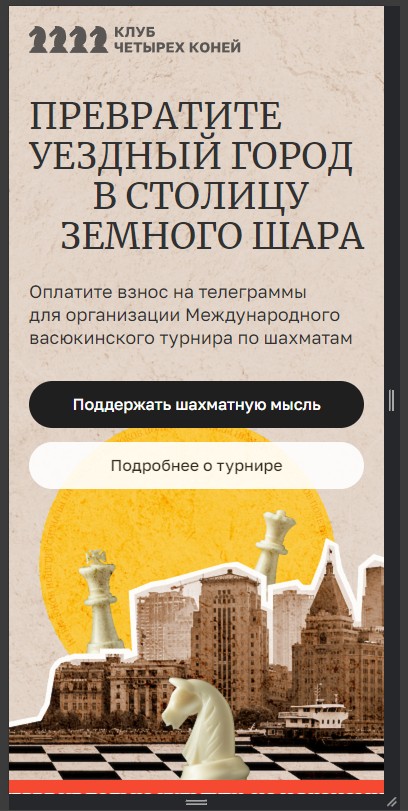 КЛУБ
ЧЕТЫРЕХ КОНЕЙ
ПРЕВРАТИТЕ
УЕЗДНЫЙ ГОРОД
В СТОЛИЦУ
ЗЕМНОГО ШАРА
Оплатите взнос на телеграммы
для организации Международного
васюкинского турнира по шахматам
Поддержать шахматную мысль
Подробнее о турнире